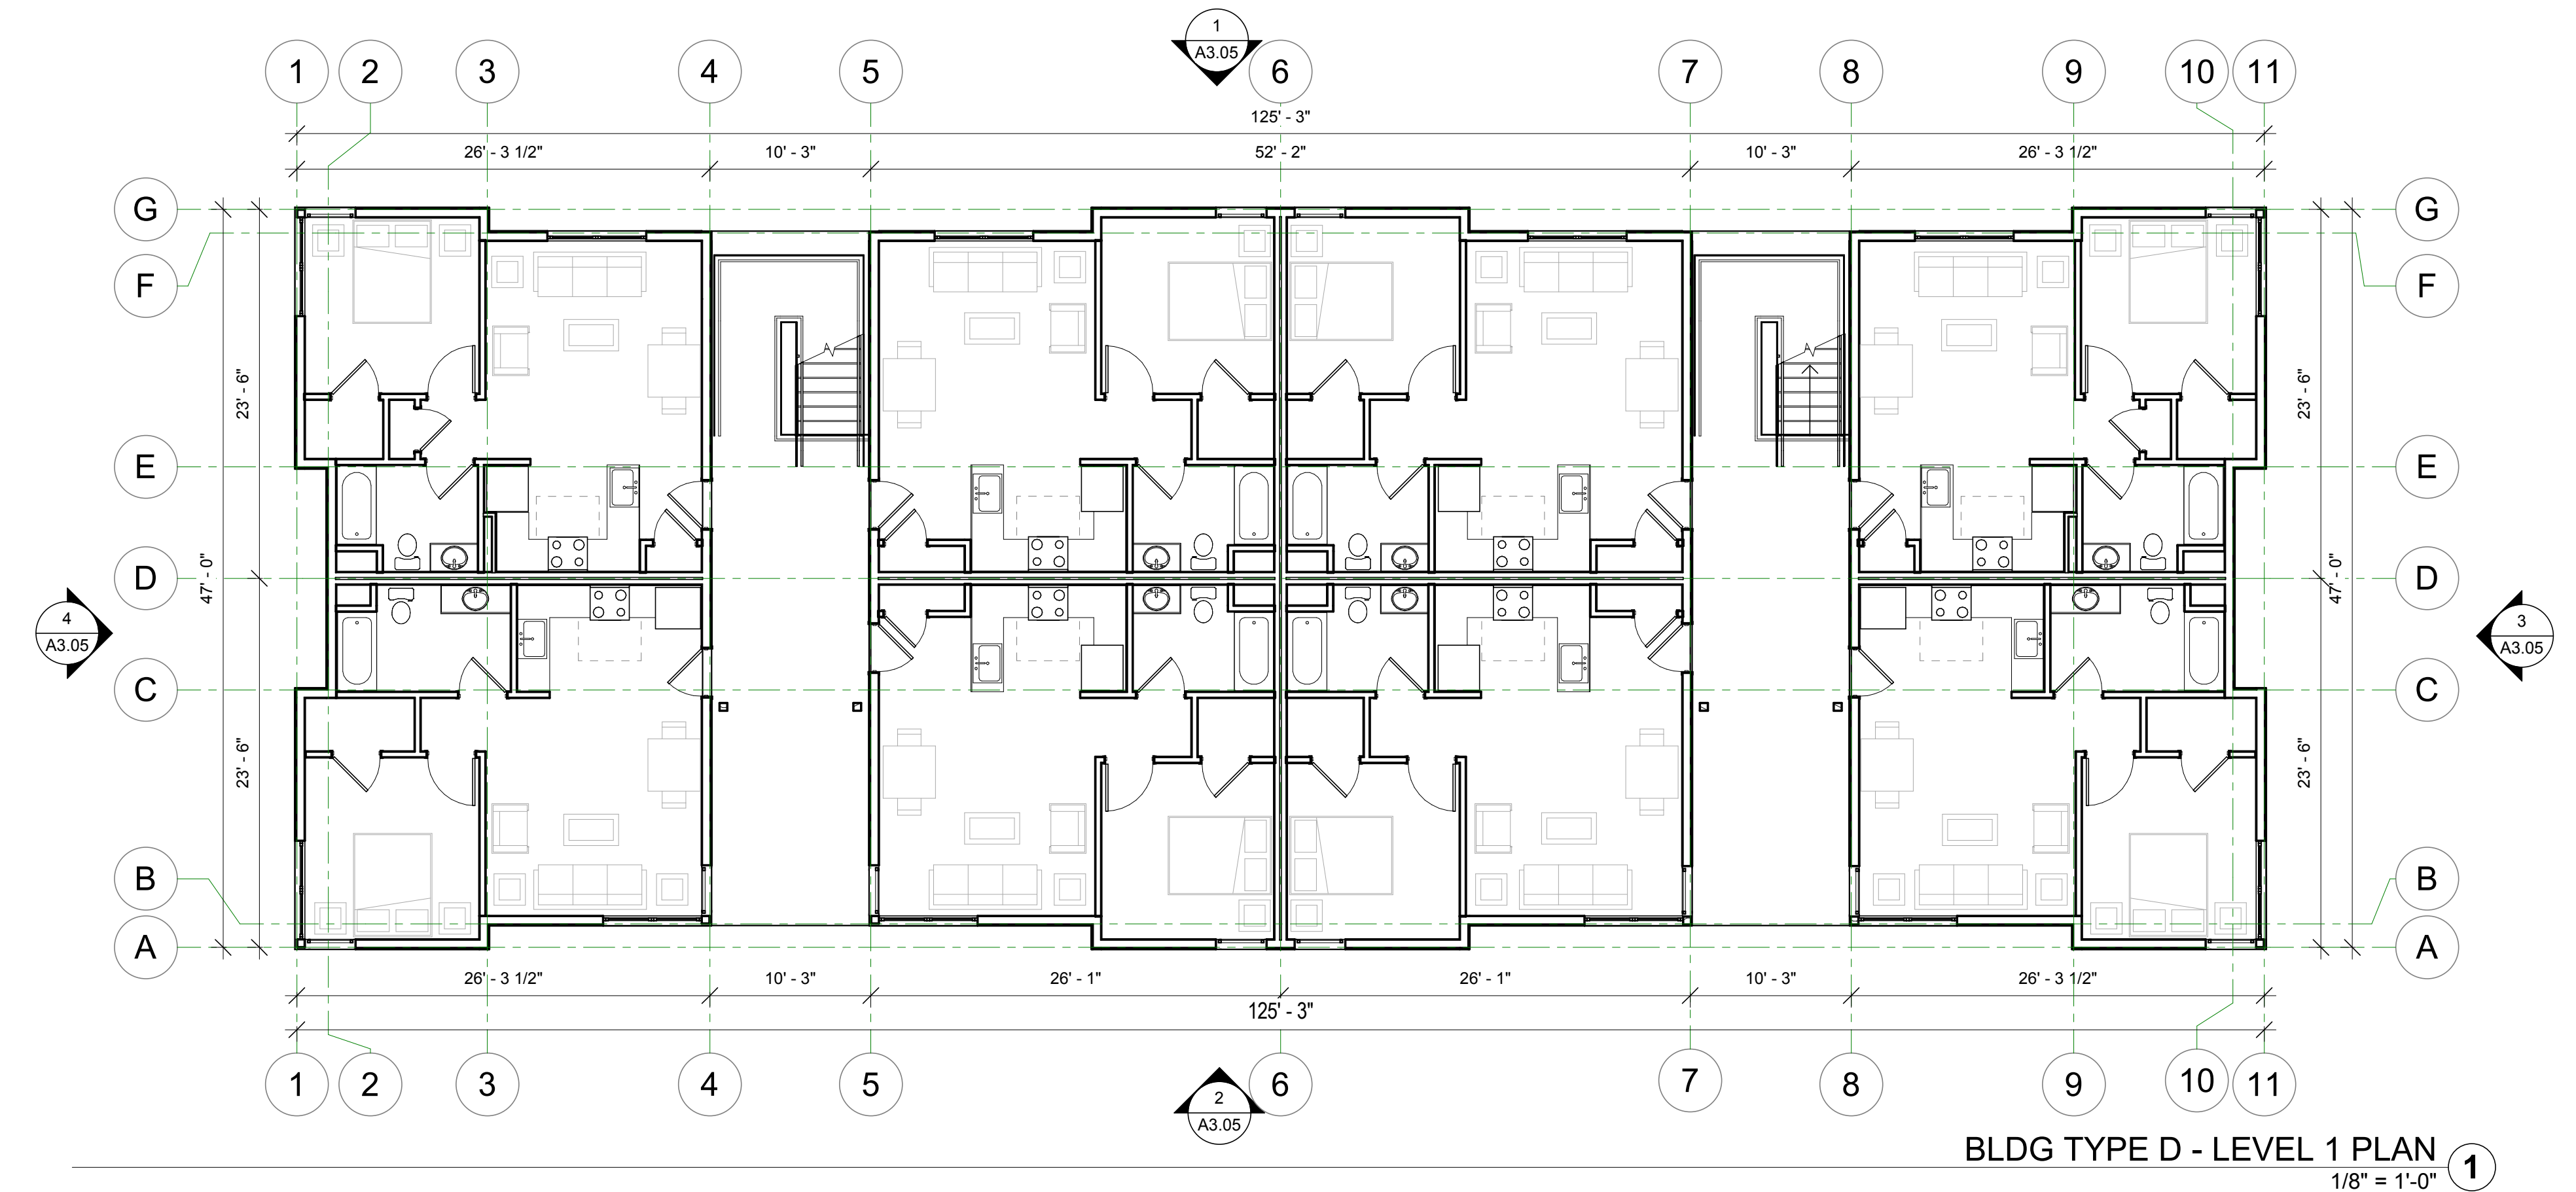 1
A3.05
1 2 3 4 5 6 7 8 9 10 11
125' - 3"
26' - 3 1/2" 10' - 3" 52' - 2" 10' - 3" 26' - 3 1/2"
G G
F F
23' - 6" 23' - 6"
E E
47' - 0" D D 47' - 0"
4
A3.05
3
A3.05
C C
23' - 6" 23' - 6"
B B
A A
26' - 3 1/2" 10' - 3" 26' - 1" 26' - 1" 10' - 3" 26' - 3 1/2"
125' - 3"
1 2 3 4 5 6 7 8 9 10 11
2
A3.05
BLDG TYPE D - LEVEL 1 PLAN
1/8" = 1'-0"
1